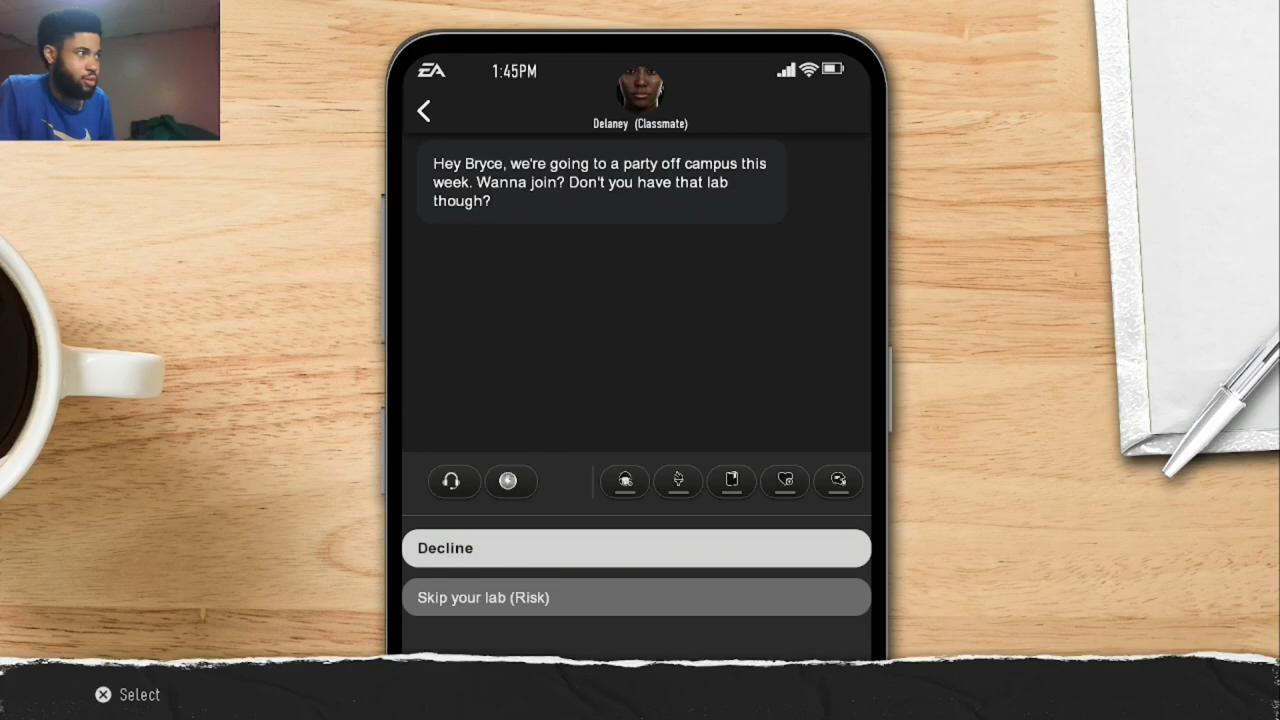 EA
1:45PM
Delaney (Classmate)
Hey Bryce, we're going to a party off campus this
week. Wanna join? Don't you have that lab
though?
Decline
Skip your lab (Risk)
Select